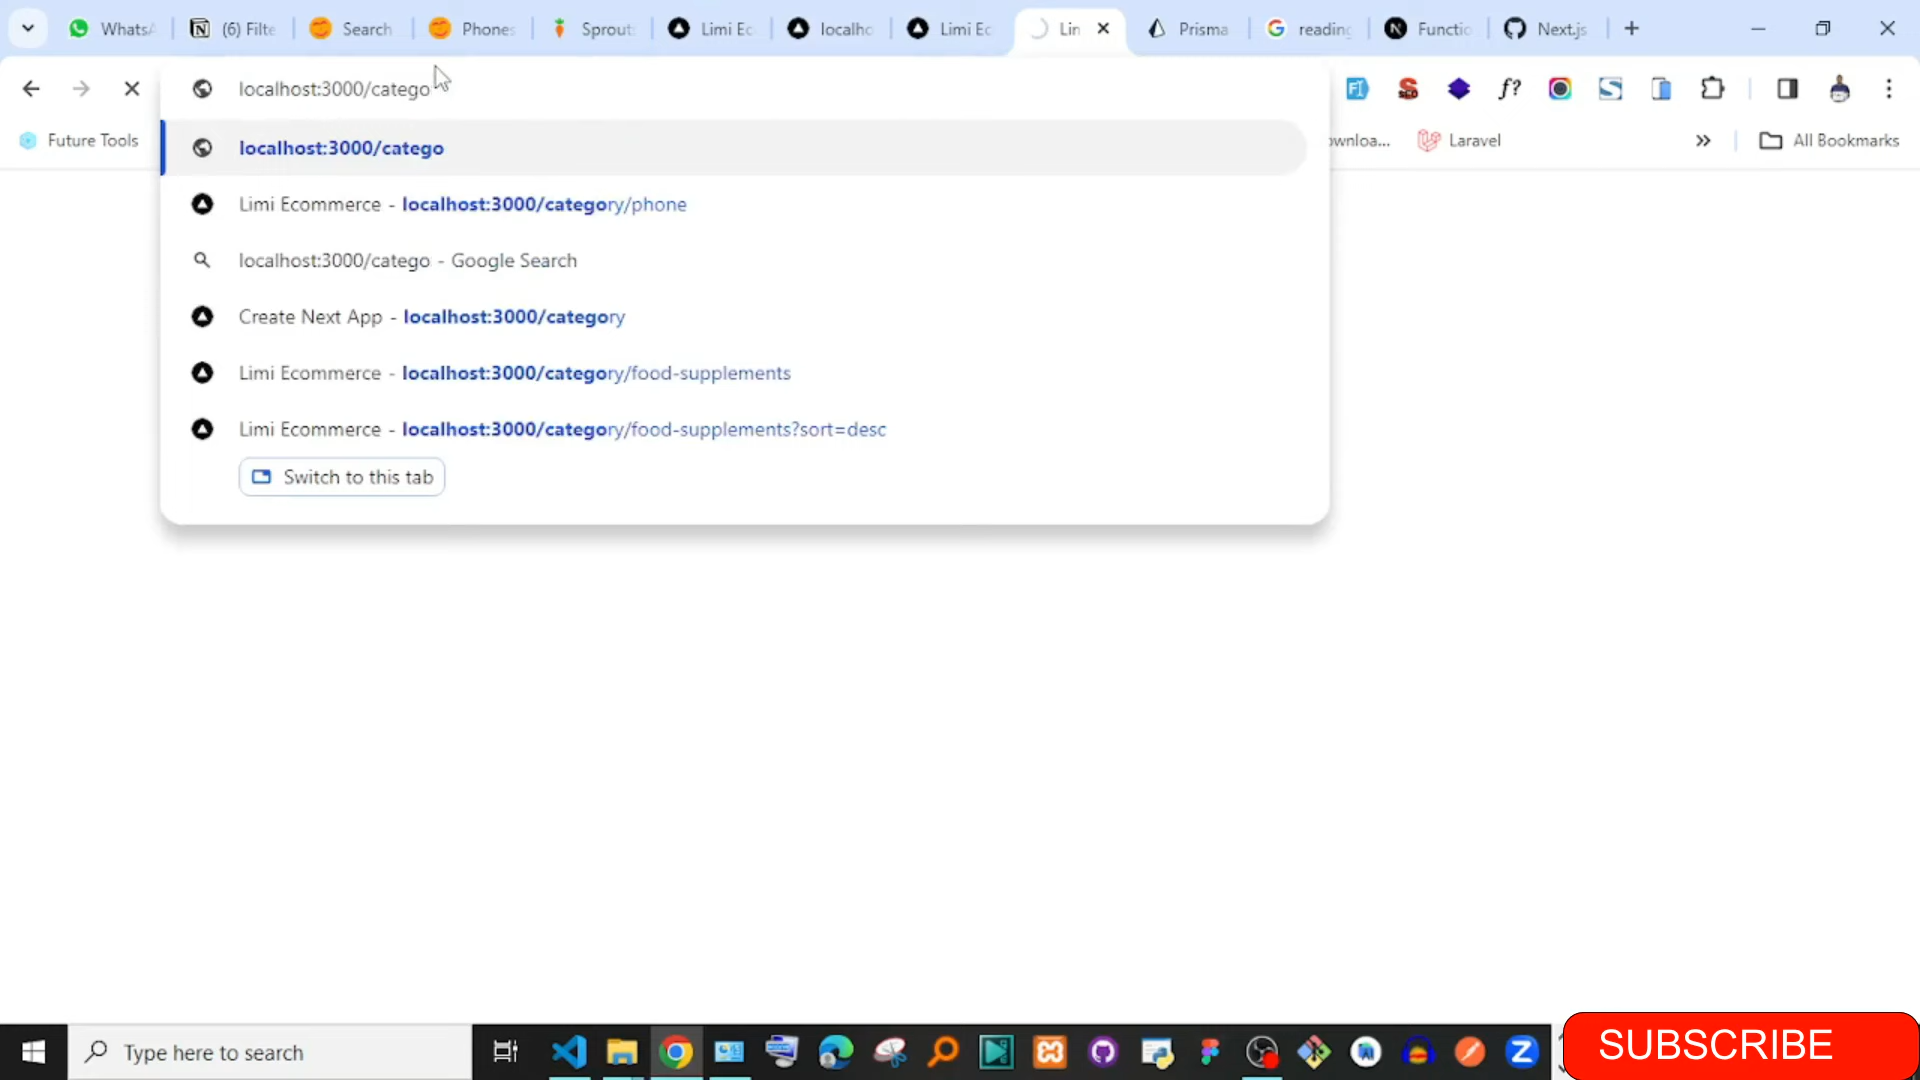 WhatsA
(6) Filte
Search
Phones
Sprout
Limi Ec
localho
Limi Ec
Lin
Prisma
reading
Functio
Next.js
localhost:3000/catego
Future Tools
ownloa...
Laravel
All Bookmarks
localhost:3000/catego
Limi Ecommerce - localhost:3000/category/phone
localhost:3000/catego - Google Search
Create Next App - localhost:3000/category
Limi Ecommerce - localhost:3000/category/food-supplements
Limi Ecommerce - localhost:3000/category/food-supplements?sort=desc
Switch to this tab
Type here to search
SUBSCRIBE